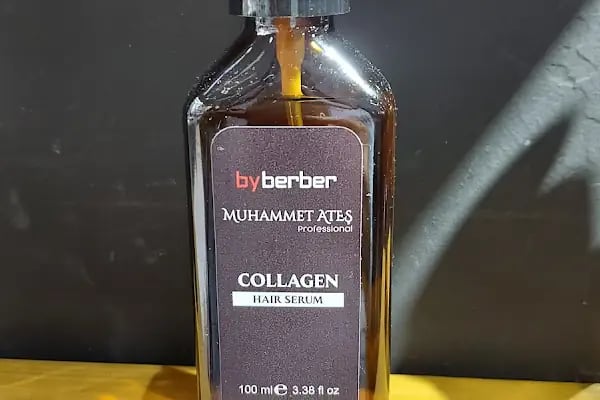 byberber
MUHAMMET ATEŞ
Professional
COLLAGEN
HAIR SERUM
100 ml ℮ 3.38 fl oz